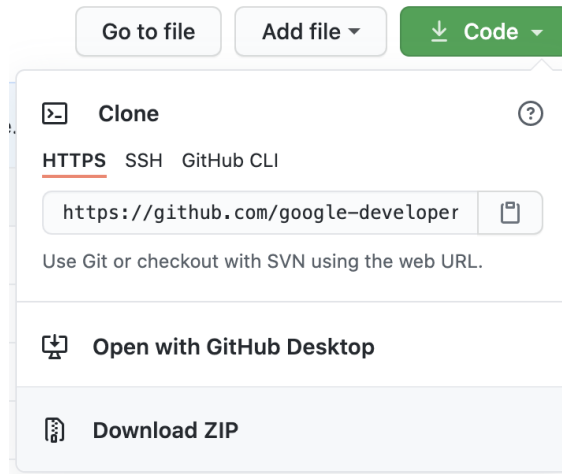 Go to file Add file Code
Clone
HTTPS SSH GitHub CLI
https://github.com/google-developer
Use Git or checkout with SVN using the web URL.
Open with GitHub Desktop
Download ZIP